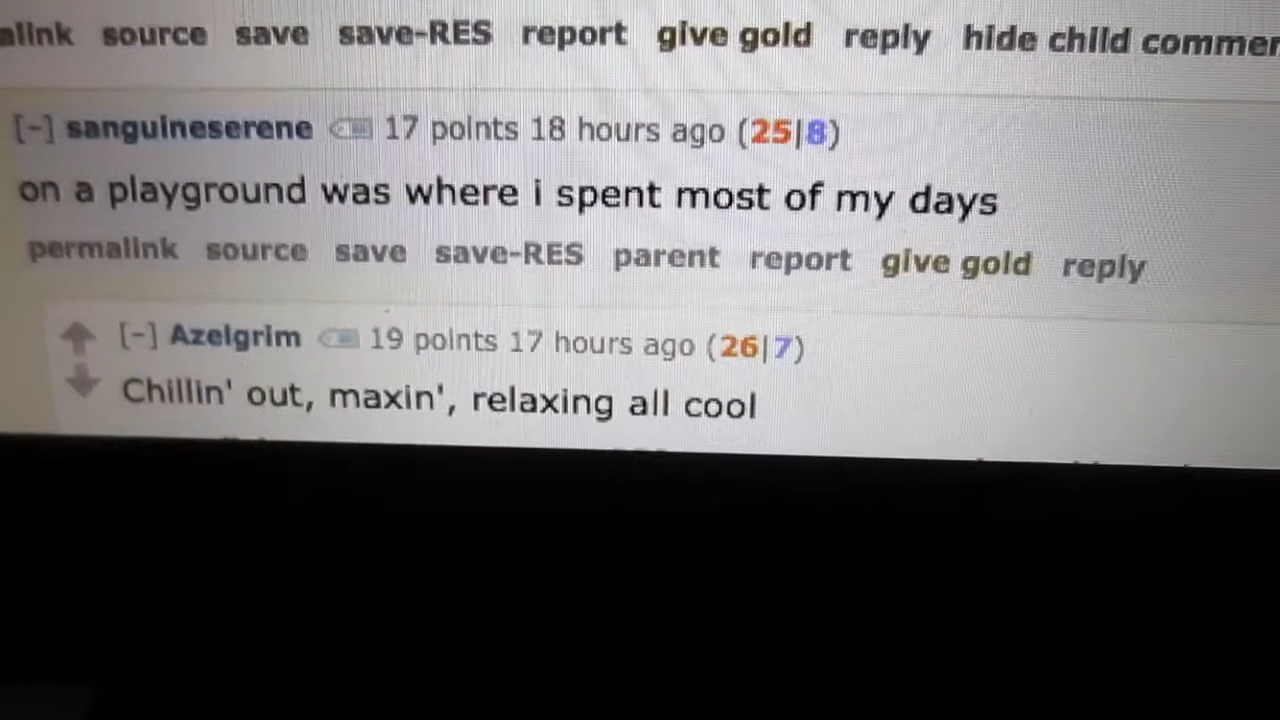 alink source save save-RES report give gold reply hide child commen
[-] sanguineserene 17 points 18 hours ago (25|8)
on a playground was where i spent most of my days
permalink source save save-RES parent report give gold reply
[-] Azelgrim 19 points 17 hours ago (26|7)
Chillin' out, maxin', relaxing all cool